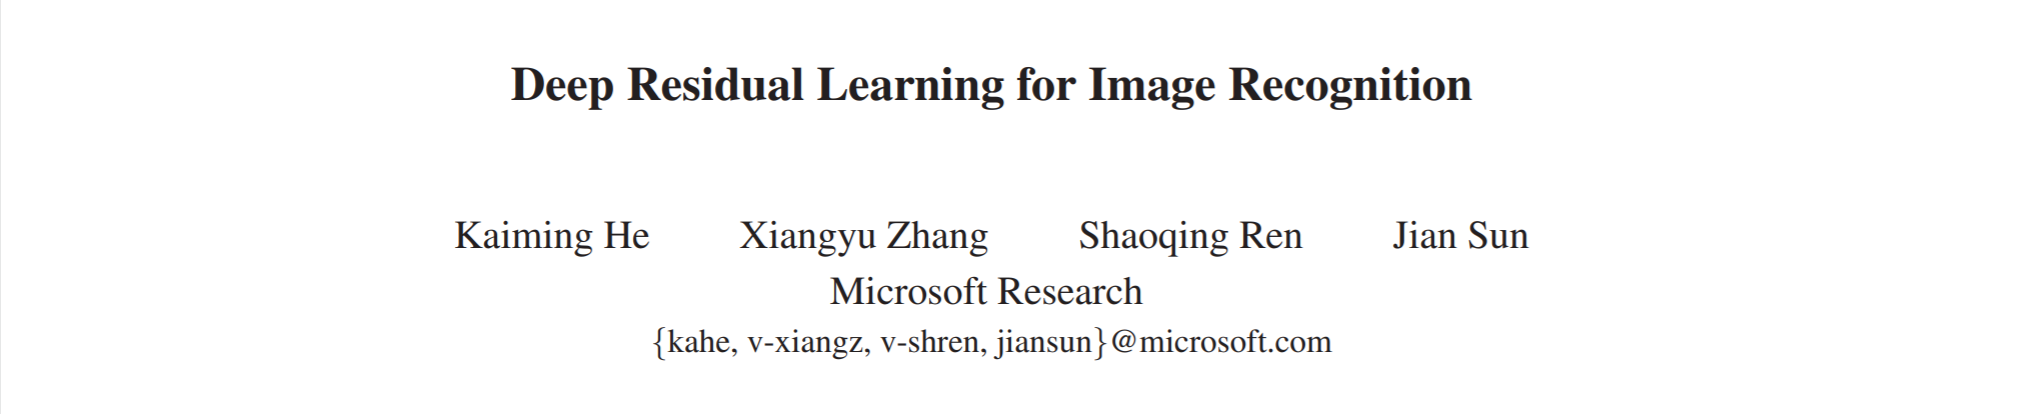 Deep Residual Learning for Image Recognition
Kaiming He Xiangyu Zhang Shaoqing Ren Jian Sun
Microsoft Research
{kahe, v-xiangz, v-shren, jiansun}@microsoft.com